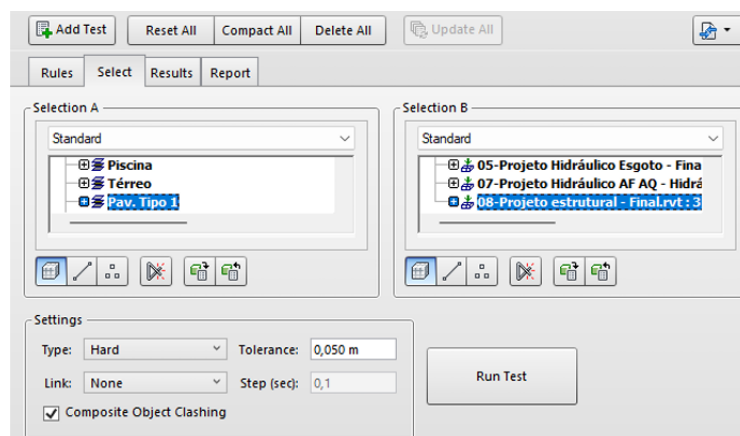 Add Test Reset All Compact All Delete All Update All
Rules Select Results Report
Selection A
Standard
Piscina
Térreo
Pav. Tipo 1
Selection B
Standard
05-Projeto Hidráulico Esgoto - Fina
07-Projeto Hidráulico AF AQ - Hidrá
08-Projeto estrutural - Final.rvt : 3
Settings
Type: Hard Tolerance: 0,050 m
Link: None Step (sec): 0,1
Composite Object Clashing
Run Test